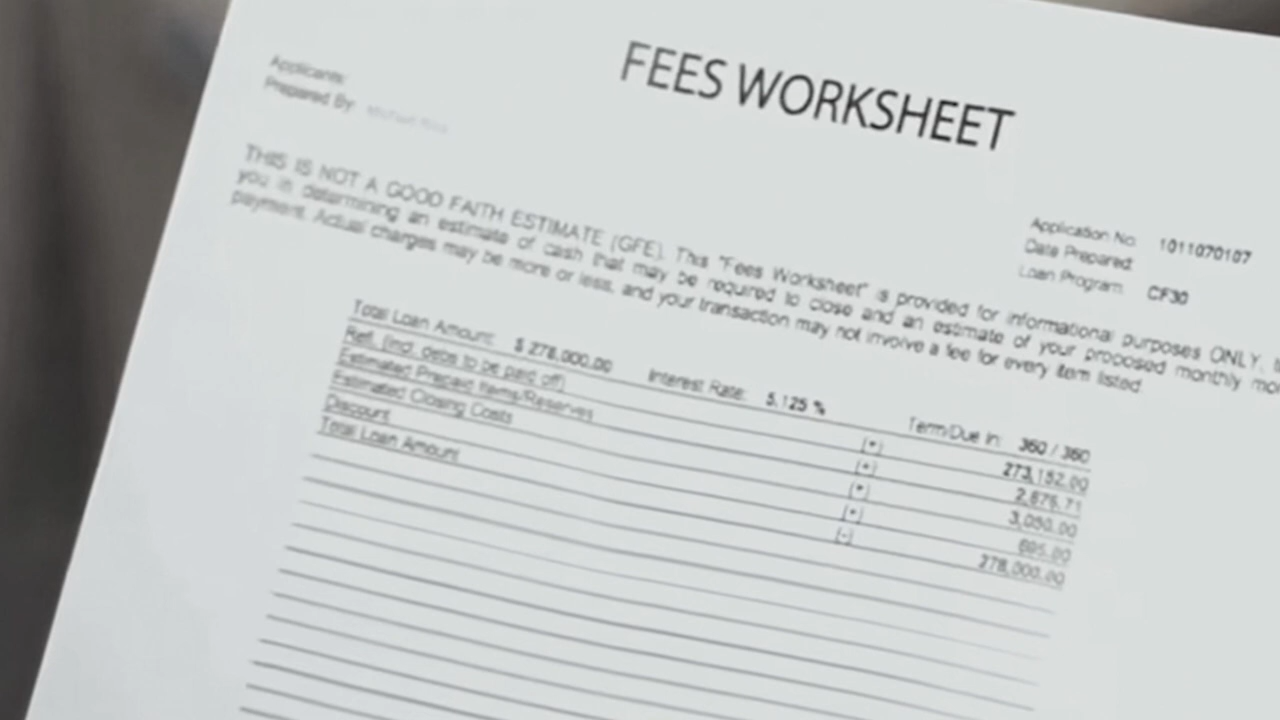 FEES WORKSHEET
Applicants:
Prepared By:
Application No: 1011070107
Date Prepared:
Loan Program: CF30
THIS IS NOT A GOOD FAITH ESTIMATE (GFE). This "Fees Worksheet" is provided for informational purposes ONLY,
you in determining an estimate of cash that may be required to close and an estimate of your proposed monthly
payment. Actual charges may be more or less, and your transaction may not involve a fee for every item listed.
Total Loan Amount: $ 278,000.00 Interest Rate: 5.125 % Term/Due In: 360 / 360
Refi. (incl. debts to be paid off) (+) 273,152.00
Estimated Prepaid Items/Reserves (+)
Estimated Closing Costs (+) 3,050.00
Discount (+)
Total Loan Amount (-) 278,000.00